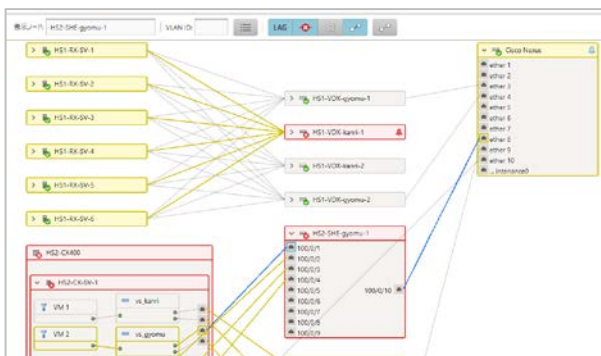 表示ノード: HS2-SHE-gyomu-1 VLAN ID: LAG
HS1-RX-SV-1
HS1-RX-SV-2
HS1-RX-SV-3
HS1-RX-SV-4
HS1-RX-SV-5
HS1-RX-SV-6
HS1-VDX-gyomu-1
HS1-VDX-kanri-1
HS1-VDX-kanri-2
HS1-VDX-gyomu-2
Cisco Nexus
ether 1
ether 2
ether 3
ether 4
ether 5
ether 6
ether 7
ether 8
ether 9
ether 10
HS2-SHE-gyomu-1
100/0/1
100/0/2
100/0/3
100/0/4
100/0/5
100/0/6
100/0/7
100/0/8
100/0/9
100/0/10
HS2-CX400
HS2-CX-SV-1
VM 1
vs_kanri
VM 2
vs_gyomu